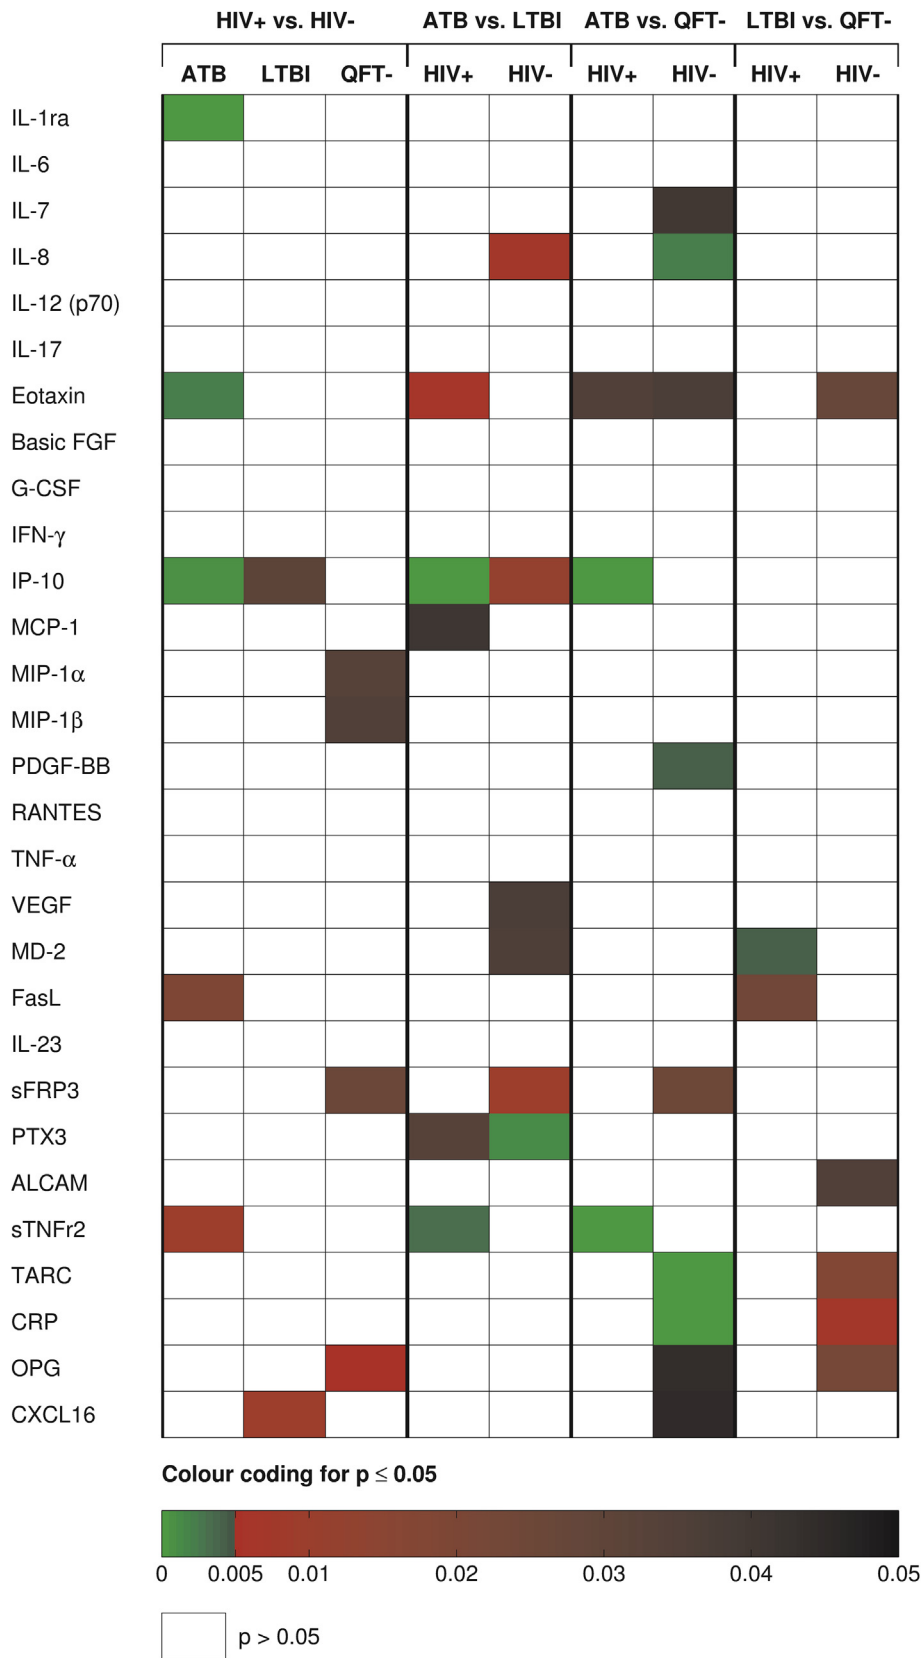 HIV+ vs. HIV- ATB vs. LTBI ATB vs. QFT- LTBI vs. QFT-
ATB LTBI QFT- HIV+ HIV- HIV+ HIV- HIV+ HIV-
IL-1ra
IL-6
IL-7
IL-8
IL-12 (p70)
IL-17
Eotaxin
Basic FGF
G-CSF
IFN-γ
IP-10
MCP-1
MIP-1α
MIP-1β
PDGF-BB
RANTES
TNF-α
VEGF
MD-2
FasL
IL-23
sFRP3
PTX3
ALCAM
sTNFr2
TARC
CRP
OPG
CXCL16
Colour coding for p ≤ 0.05
0 0.005 0.01 0.02 0.03 0.04 0.05
p > 0.05